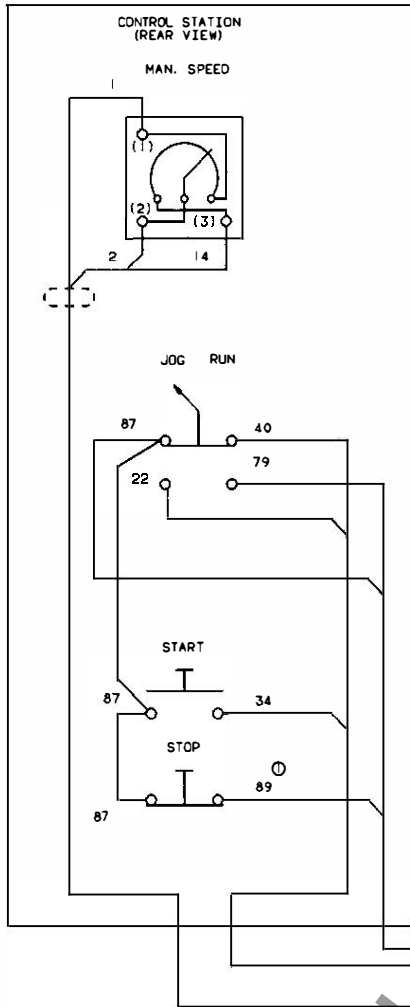 CONTROL STATION
(REAR VIEW)
MAN. SPEED
1
(1)
(2) (3)
2 14
JOG RUN
87 40
79
22
START
87 34
STOP
1
89
87